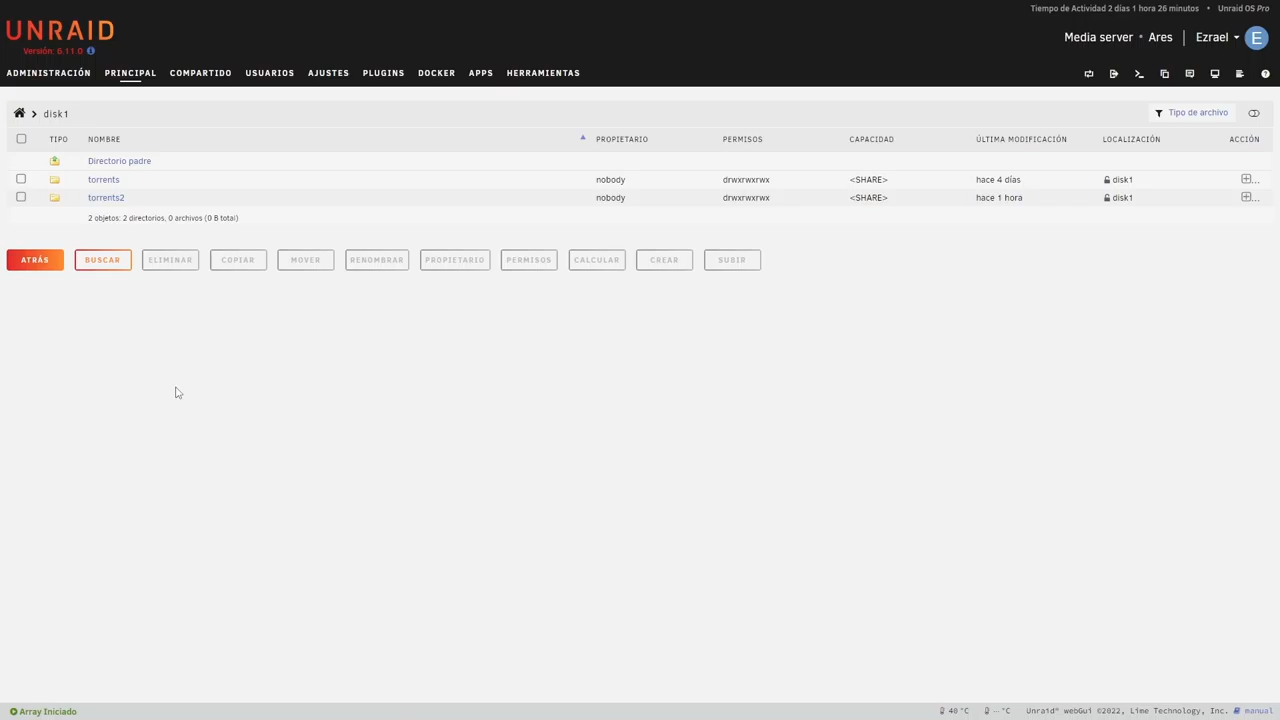 Tiempo de Actividad 2 días 1 hora 26 minutos • Unraid OS Pro
UNRAID
Versión: 6.11.0
Media server • Ares | Ezrael E
ADMINISTRACIÓN PRINCIPAL COMPARTIDO USUARIOS AJUSTES PLUGINS DOCKER APPS HERRAMIENTAS
disk1
Tipo de archivo
TIPO NOMBRE PROPIETARIO PERMISOS CAPACIDAD ÚLTIMA MODIFICACIÓN LOCALIZACIÓN ACCIÓN
Directorio padre
torrents nobody drwxrwxrwx <SHARE> hace 4 días disk1 ...
torrents2 nobody drwxrwxrwx <SHARE> hace 1 hora disk1 ...
2 objetos: 2 directorios, 0 archivos (0 B total)
ATRÁS BUSCAR ELIMINAR COPIAR MOVER RENOMBRAR PROPIETARIO PERMISOS CALCULAR CREAR SUBIR
Array Iniciado
40 °C -- °C Unraid® webGui ©2022, Lime Technology, Inc. manual